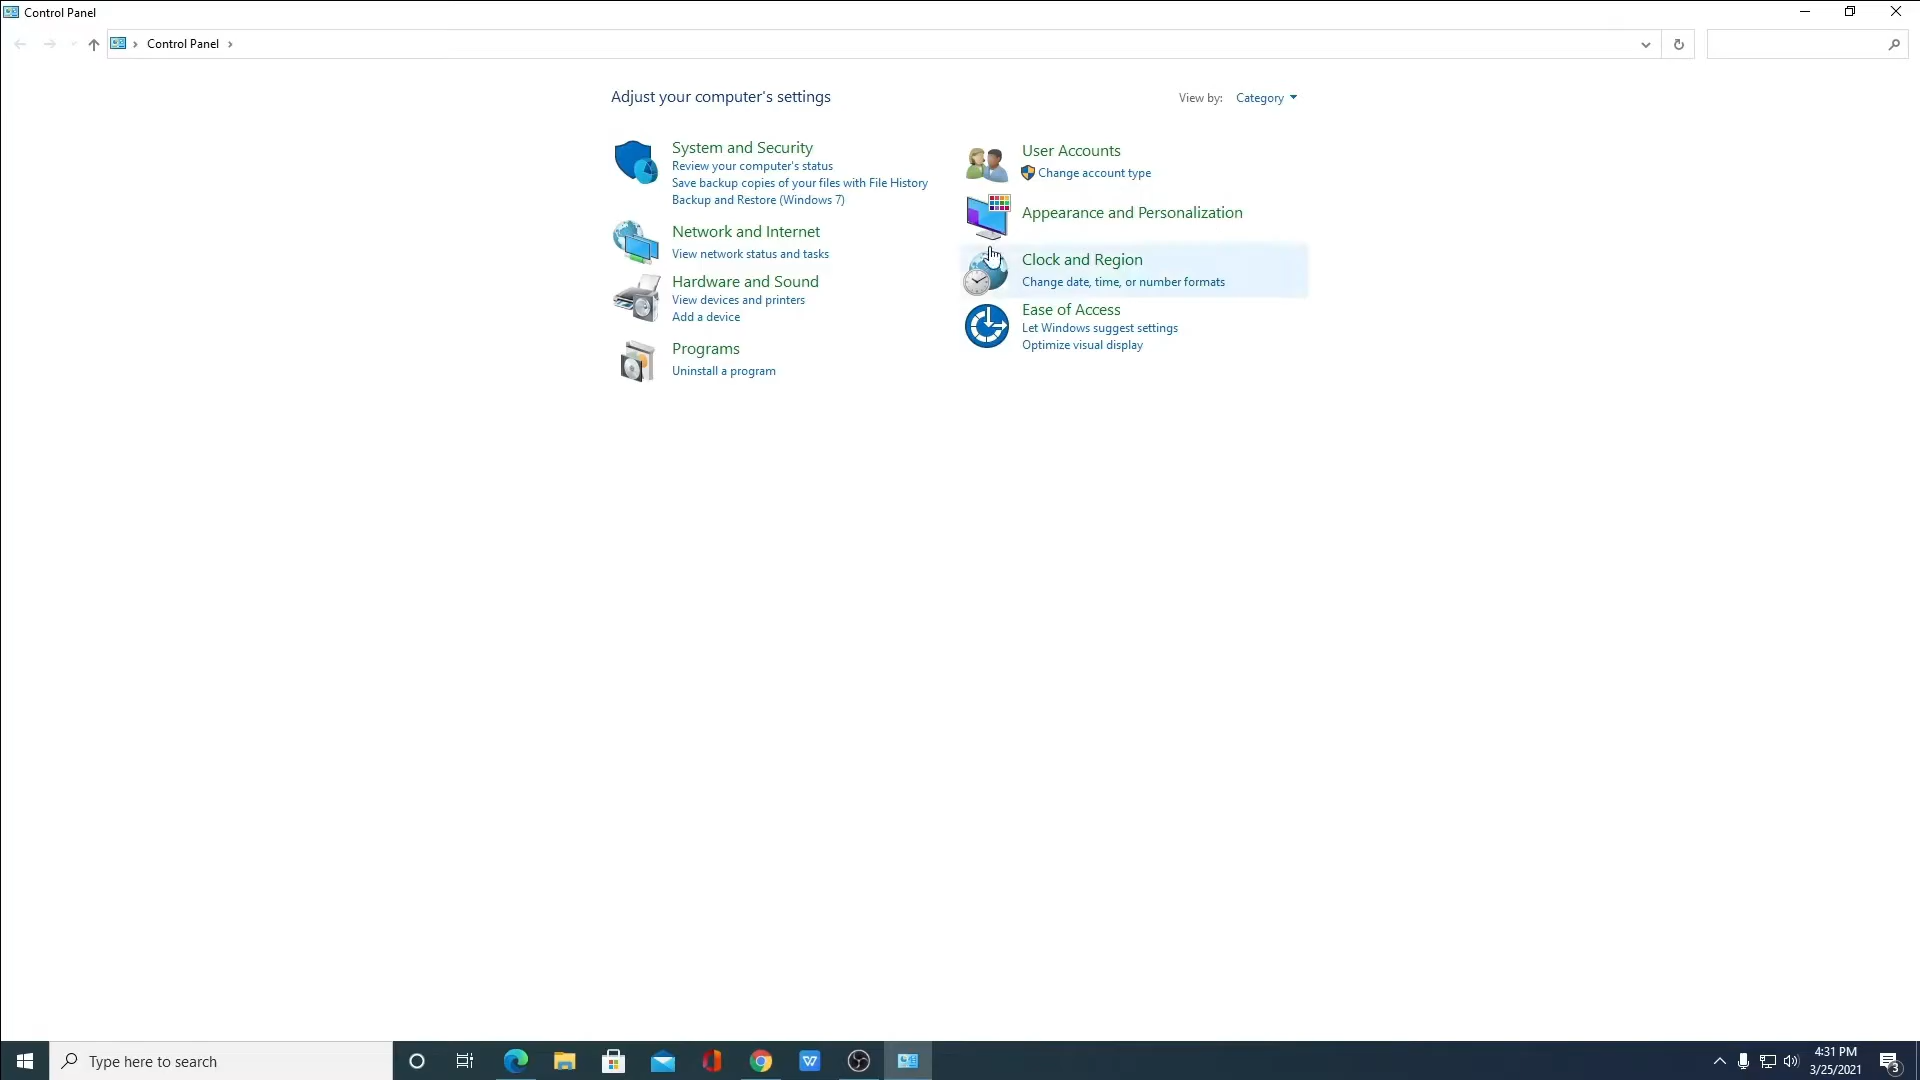 Control Panel
Control Panel
Adjust your computer's settings
View by: Category
System and Security
Review your computer's status
Save backup copies of your files with File History
Backup and Restore (Windows 7)
Network and Internet
View network status and tasks
Hardware and Sound
View devices and printers
Add a device
Programs
Uninstall a program
User Accounts
Change account type
Appearance and Personalization
Clock and Region
Change date, time, or number formats
Ease of Access
Let Windows suggest settings
Optimize visual display
Type here to search
W
4:31 PM
3/25/2021
3